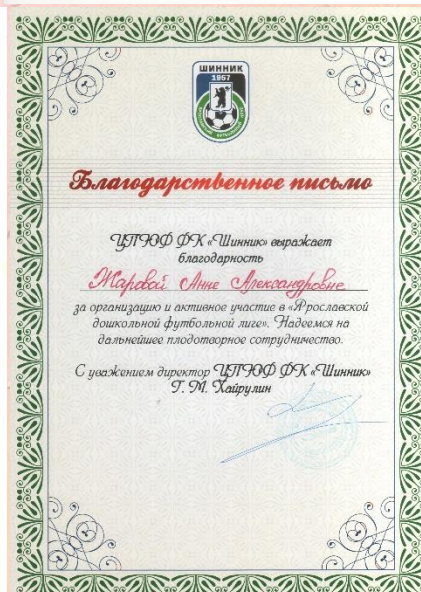 ШИННИК
1957
Благодарственное письмо
ЦПЮФ ФК «Шинник» выражает
благодарность
Жаровой Анне Александровне
за организацию и активное участие в «Ярославской
дошкольной футбольной лиге». Надеемся на
дальнейшее плодотворное сотрудничество.
С уважением директор ЦПЮФ ФК «Шинник»
Г. М. Хайрулин